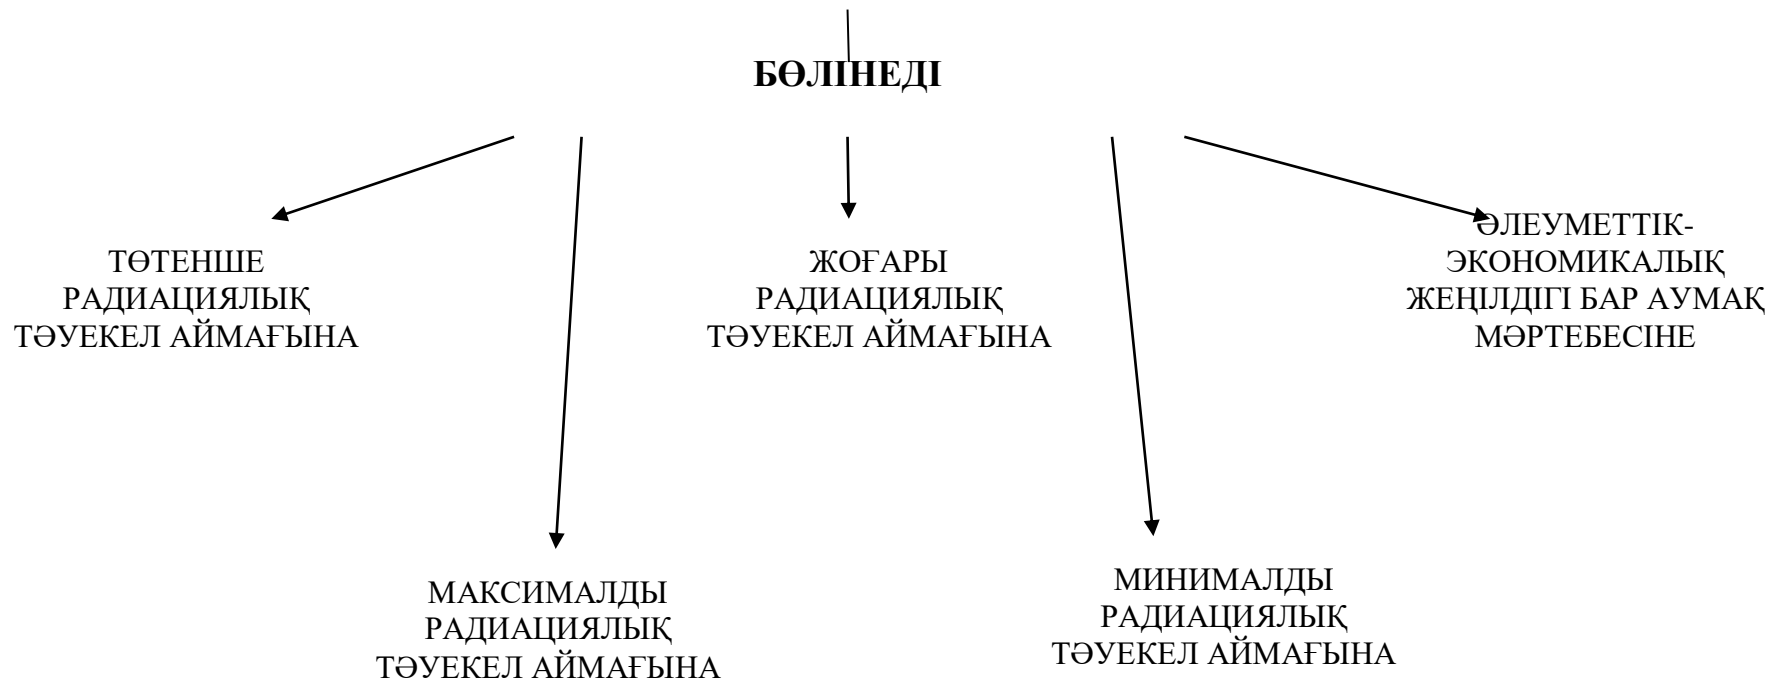 БӨЛІНЕДІ
ТӨТЕНШЕ
РАДИАЦИЯЛЫҚ
ТӘУЕКЕЛ АЙМАҒЫНА
ЖОҒАРЫ
РАДИАЦИЯЛЫҚ
ТӘУЕКЕЛ АЙМАҒЫНА
ӘЛЕУМЕТТІК-
ЭКОНОМИКАЛЫҚ
ЖЕҢІЛДІГІ БАР АУМАҚ
МӘРТЕБЕСІНЕ
МАКСИМАЛДЫ
РАДИАЦИЯЛЫҚ
ТӘУЕКЕЛ АЙМАҒЫНА
МИНИМАЛДЫ
РАДИАЦИЯЛЫҚ
ТӘУЕКЕЛ АЙМАҒЫНА